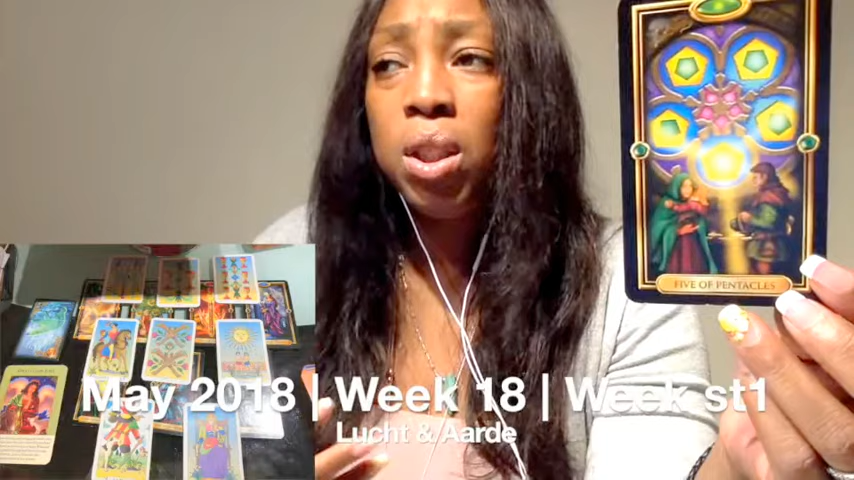 FIVE OF PENTACLES
May 2018 | Week 18 | Week st1
Lucht & Aarde